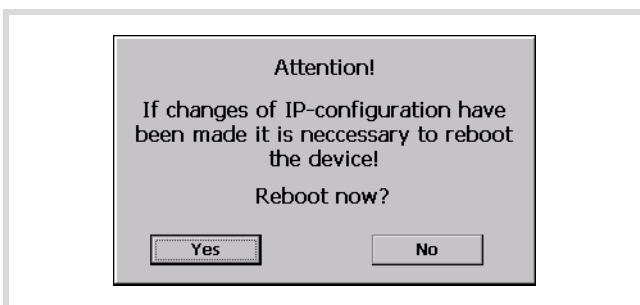 Attention!
If changes of IP-configuration have
been made it is neccessary to reboot
the device!
Reboot now?
Yes
No